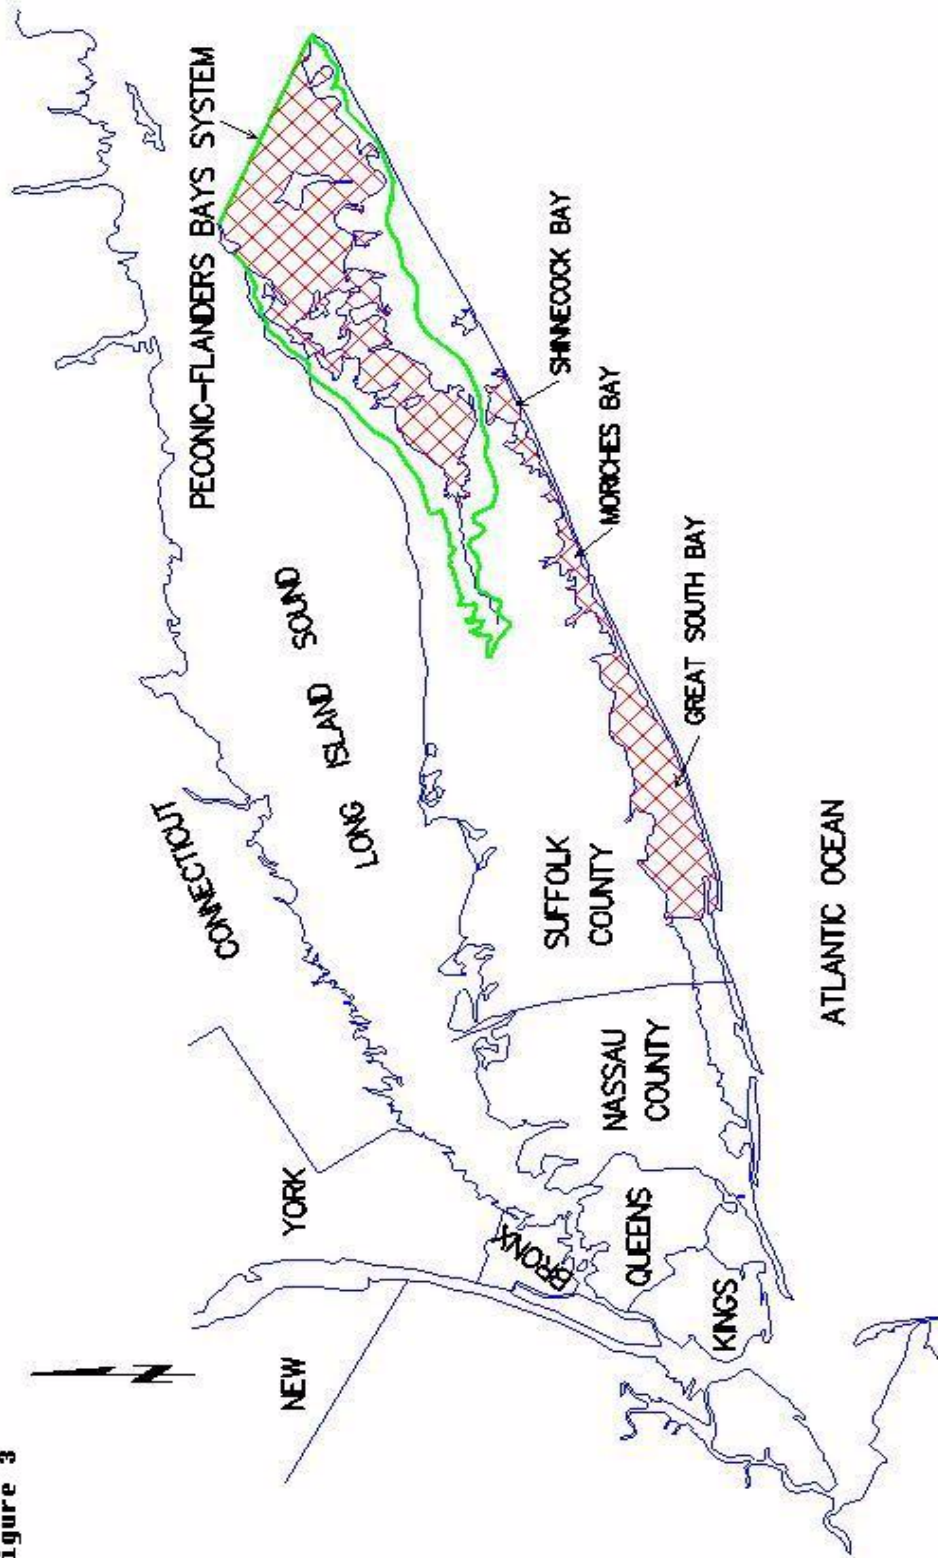 igure 3
N
PECONIC-FLANDERS BAYS SYSTEM
CONNECTICUT
NEW YORK
LONG ISLAND SOUND
BRONX
QUEENS
KINGS
NASSAU
COUNTY
SUFFOLK
COUNTY
SHINNECOCK BAY
MORICHES BAY
GREAT SOUTH BAY
ATLANTIC OCEAN